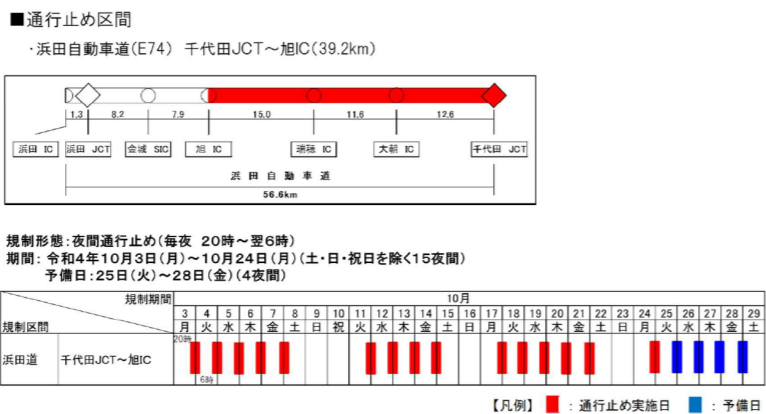 ■通行止め区間
・浜田自動車道(E74) 千代田JCT～旭IC(39.2km)
1.3 8.2 7.9 15.0 11.6 12.6
浜田 IC 浜田 JCT 金城 SIC 旭 IC 瑞穂 IC 大朝 IC 千代田 JCT
浜田自動車道
56.6km
規制形態:夜間通行止め(毎夜 20時～翌6時)
期間: 令和4年10月3日(月)～10月24日(月)(土・日・祝日を除く15夜間)
予備日:25日(火)～28日(金)(4夜間)
規制期間 10月
3 4 5 6 7 8 9 10 11 12 13 14 15 16 17 18 19 20 21 22 23 24 25 26 27 28 29
規制区間 月 火 水 木 金 土 日 祝 火 水 木 金 土 日 月 火 水 木 金 土 日 月 火 水 木 金 土
20時
浜田道 千代田JCT～旭IC
6時
【凡例】 : 通行止め実施日 : 予備日